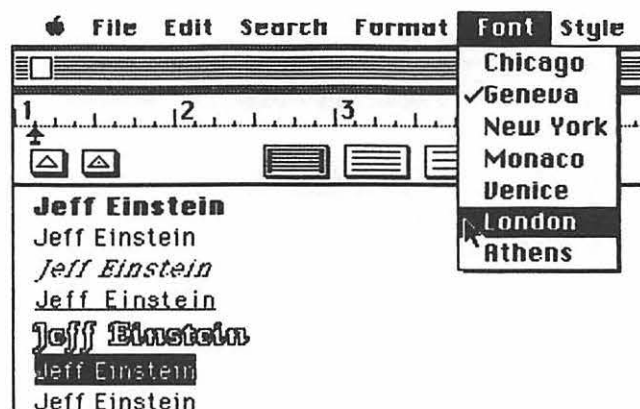 File Edit Search Format Font Style
Chicago
✓Geneva
New York
Monaco
Venice
London
Athens
1 2 3
Jeff Einstein
Jeff Einstein
Jeff Einstein
Jeff Einstein
Jeff Einstein
Jeff Einstein
Jeff Einstein